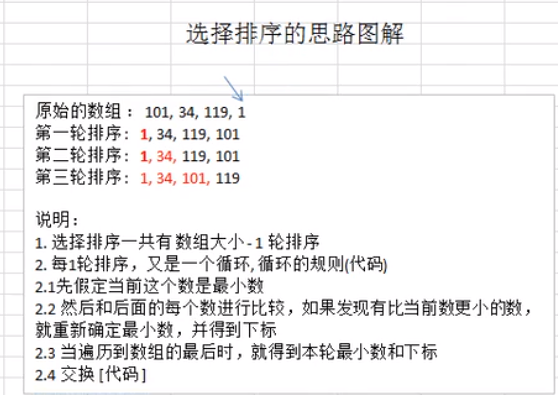 选择排序的思路图解
原始的数组 : 101, 34, 119, 1
第一轮排序: 1, 34, 119, 101
第二轮排序: 1, 34, 119, 101
第三轮排序: 1, 34, 101, 119
说明:
1. 选择排序一共有 数组大小 - 1 轮排序
2. 每1轮排序，又是一个循环, 循环的规则(代码)
2.1先假定当前这个数是最小数
2.2 然后和后面的每个数进行比较，如果发现有比当前数更小的数，
就重新确定最小数，并得到下标
2.3 当遍历到数组的最后时，就得到本轮最小数和下标
2.4 交换 [代码]